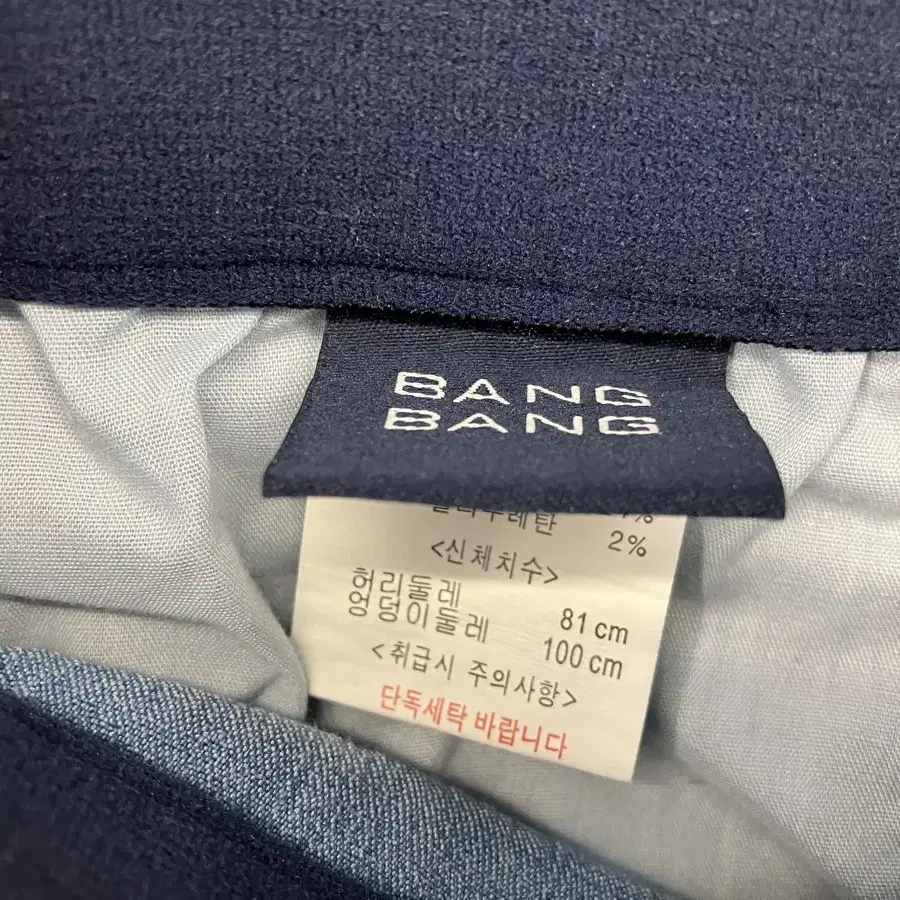 BANG
BANG
2%
<신체치수>
허리둘레 81 cm
엉덩이둘레 100 cm
<취급시 주의사항>
단독세탁 바랍니다